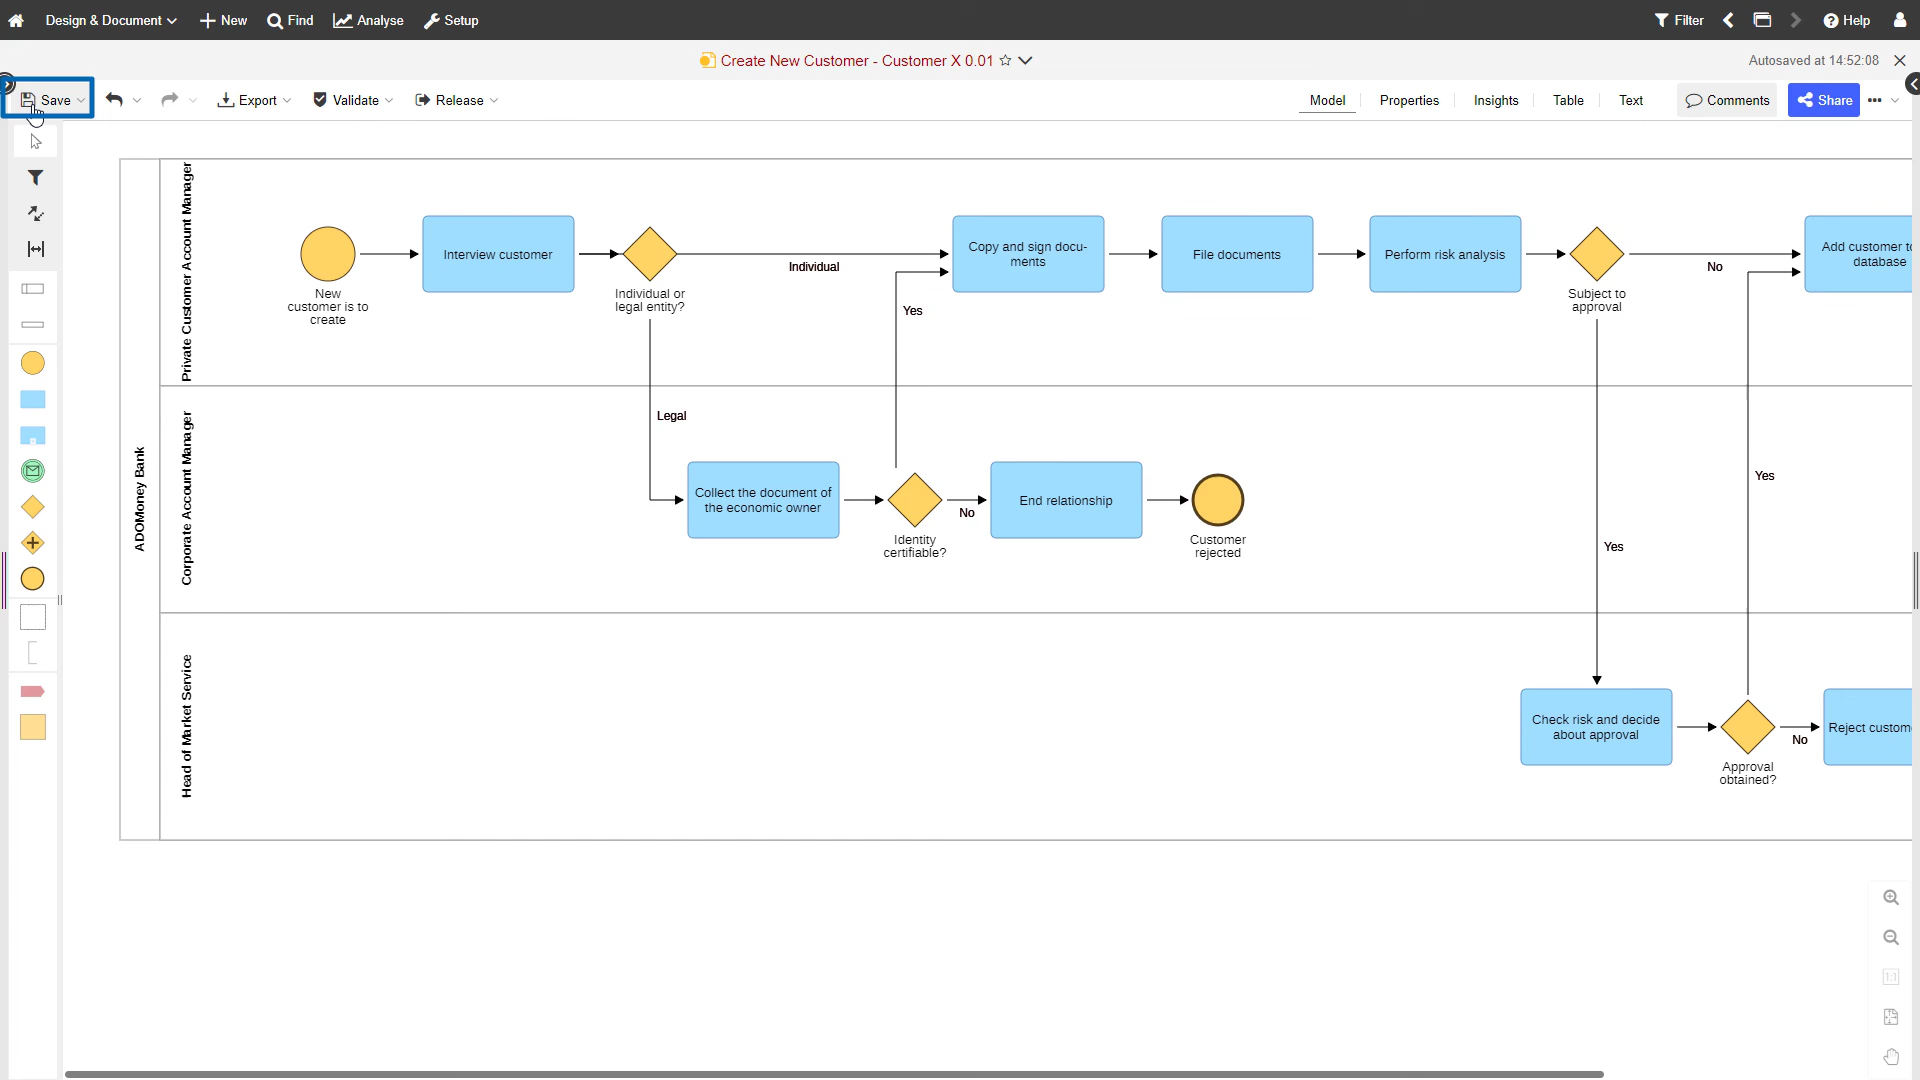 Design & Document
New
Find
Analyse
Setup
Filter
Help
Create New Customer - Customer X 0.01
Autosaved at 14:52:08
Save
Export
Validate
Release
Model
Properties
Insights
Table
Text
Comments
Share
ADOMoney Bank
Private Customer Account Manager
New
customer is to
create
Interview customer
Individual or
legal entity?
Individual
Yes
Copy and sign docu-
ments
File documents
Perform risk analysis
Subject to
approval
No
Add customer to
database
Corporate Account Manager
Legal
Collect the document of
the economic owner
Identity
certifiable?
No
End relationship
Customer
rejected
Yes
Yes
Head of Market Service
Check risk and decide
about approval
Approval
obtained?
No
Reject custom
1:1